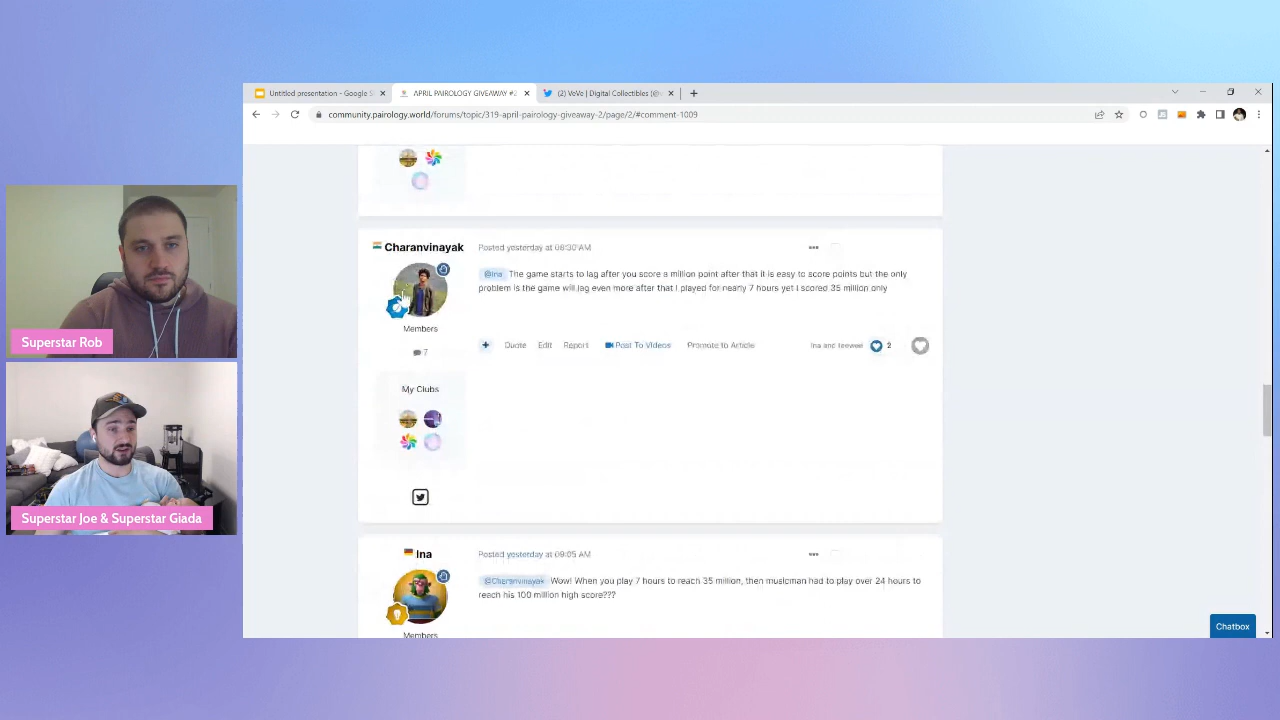 Untitled presentation - Google S
APRIL PAIROLOGY GIVEAWAY #2
(2) VeVe | Digital Collectibles (@
community.pairology.world/forums/topic/319-april-pairology-giveaway-2/page/2/#comment-1009
Charanvinayak
Posted yesterday at 08:30 AM
@Ina The game starts to lag after you score a million point after that it is easy to score points but the only
problem is the game will lag even more after that I played for nearly 7 hours yet I scored 35 million only
Members
7
Quote Edit Report Post To Videos Promote to Article
Ina and 2
My Clubs
Superstar Rob
Superstar Joe & Superstar Giada
Ina
Posted yesterday at 09:05 AM
@Charanvinayak Wow! When you play 7 hours to reach 35 million, then musicman had to play over 24 hours to
reach his 100 million high score???
Members
Chatbox